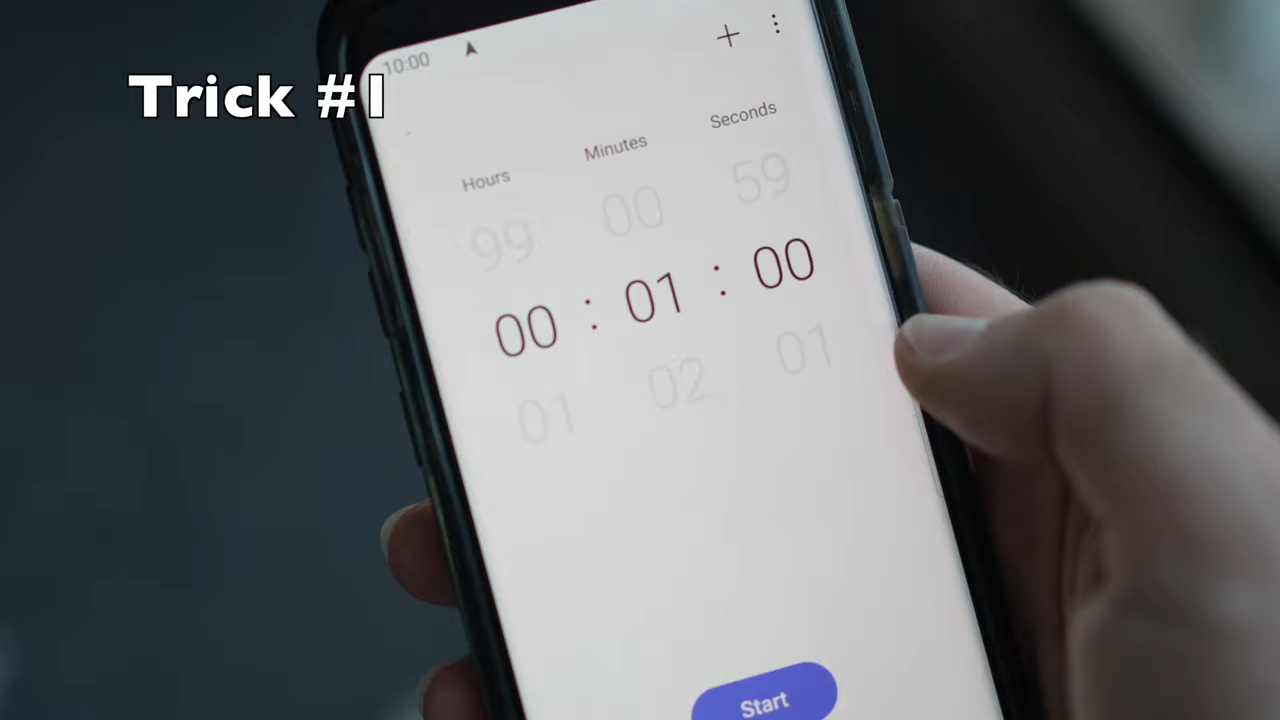 Trick #1
10:00
Hours Minutes Seconds
99 00 59
00 : 01 : 00
01 02 01
Start